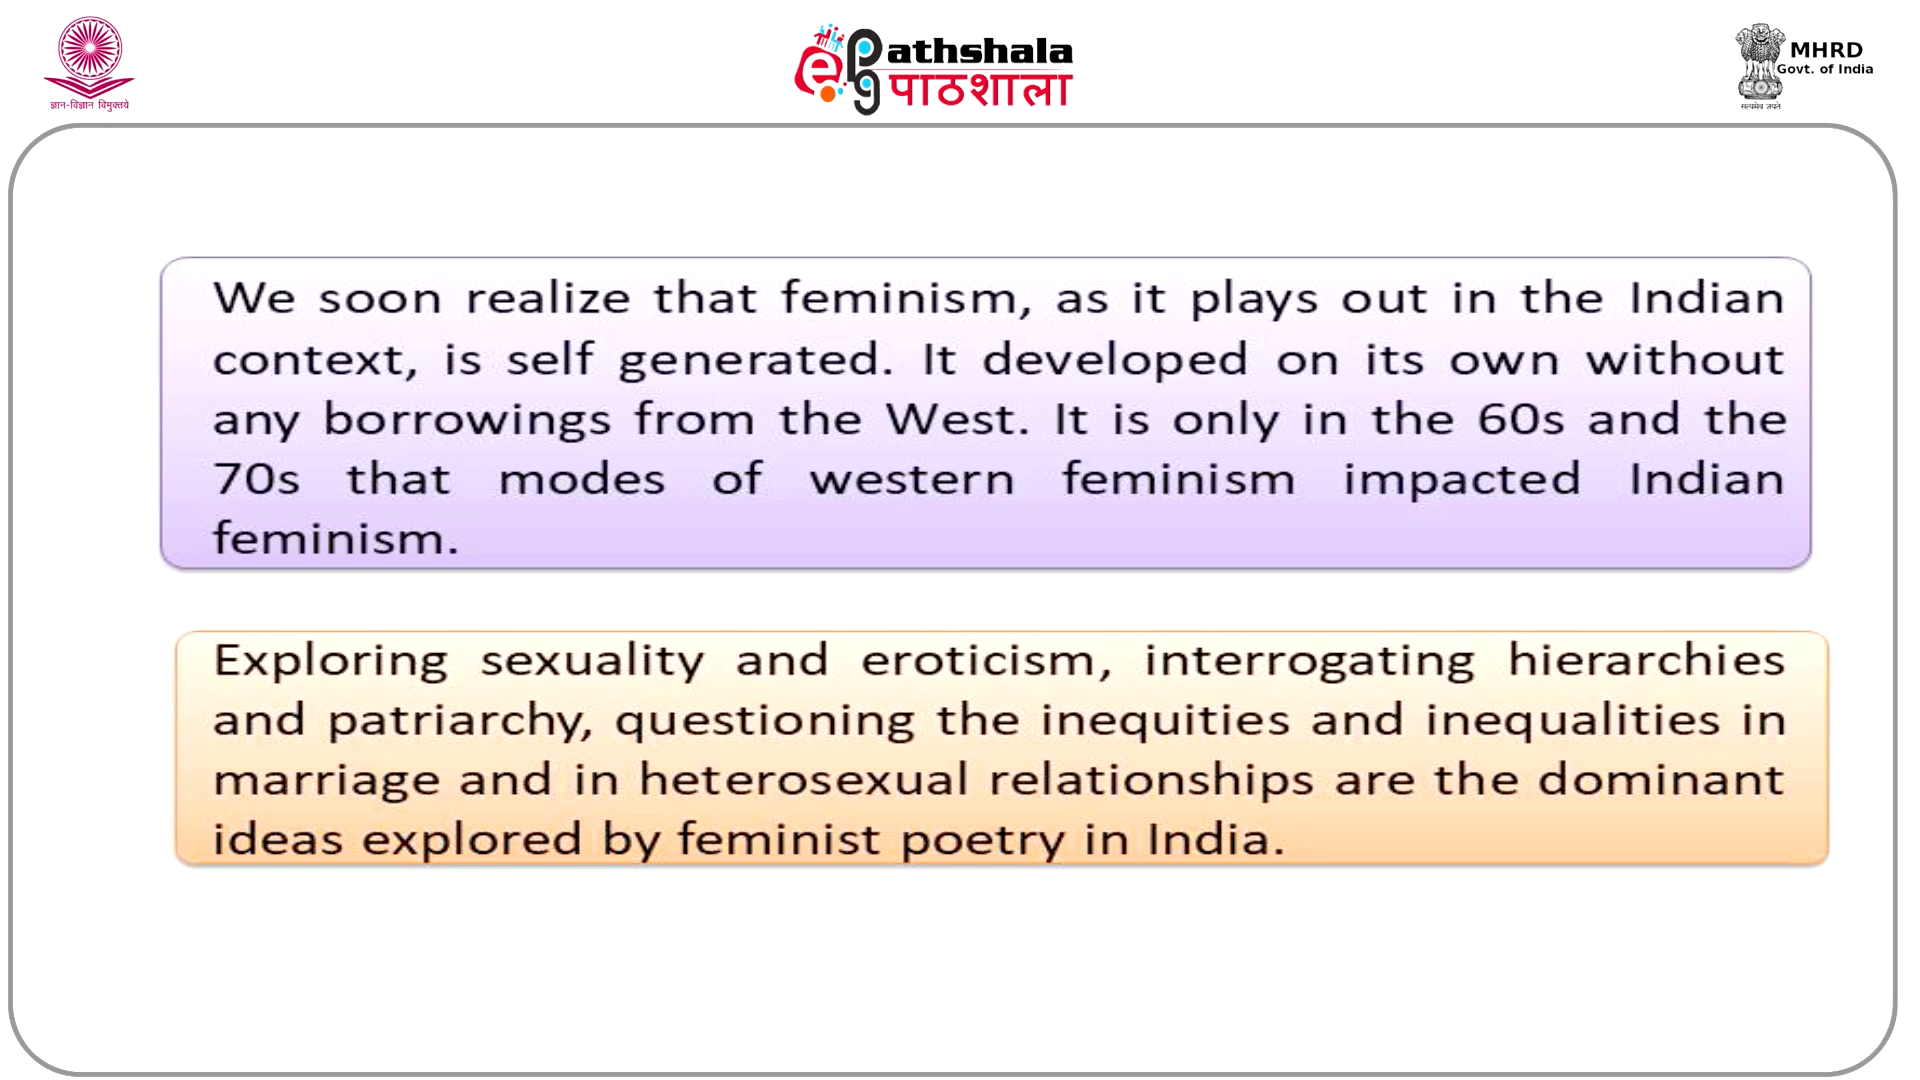 ज्ञान-विज्ञान विमुक्तये
e
pg
athshala
पाठशाला
MHRD
Govt. of India
सत्यमेव जयते
We soon realize that feminism, as it plays out in the Indian
context, is self generated. It developed on its own without
any borrowings from the West. It is only in the 60s and the
70s that modes of western feminism impacted Indian
feminism.
Exploring sexuality and eroticism, interrogating hierarchies
and patriarchy, questioning the inequities and inequalities in
marriage and in heterosexual relationships are the dominant
ideas explored by feminist poetry in India.